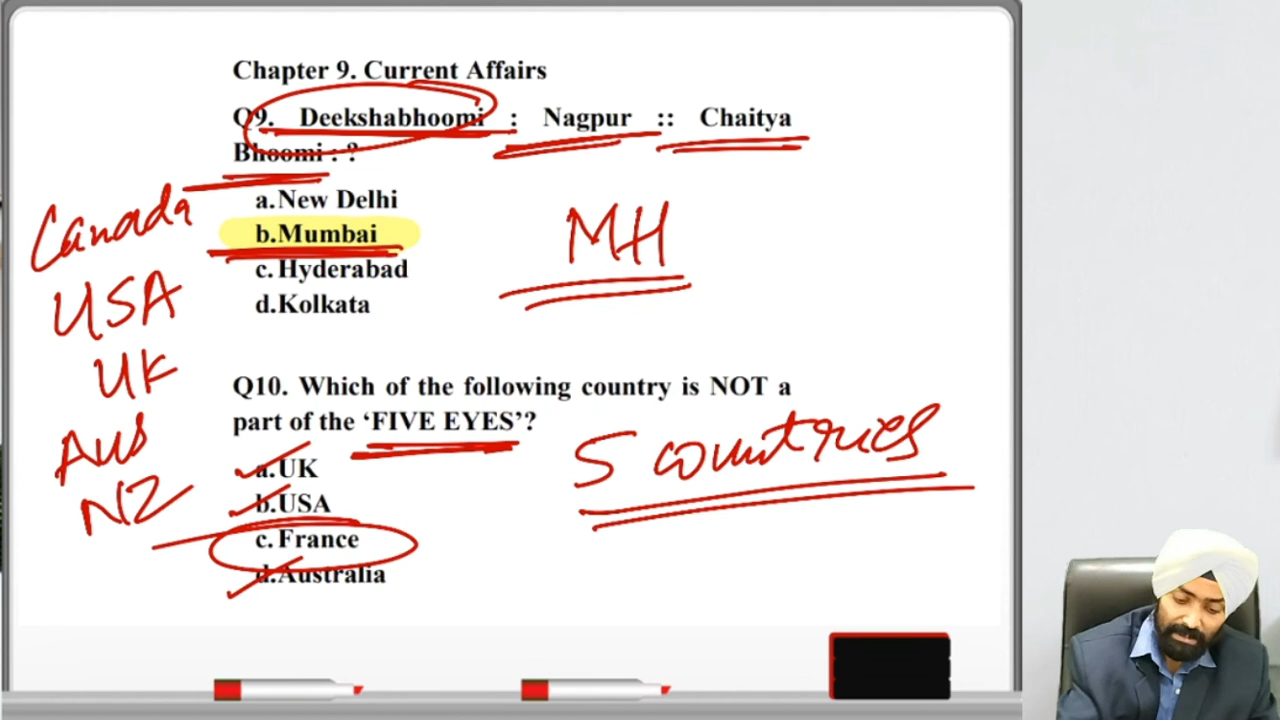 Chapter 9. Current Affairs
Q9. Deekshabhoomi : Nagpur :: Chaitya
Bhoomi : ?
a. New Delhi
b. Mumbai
c. Hyderabad
d. Kolkata
MH
Canada
USA
UK
Aus
NZ
Q10. Which of the following country is NOT a
part of the ‘FIVE EYES’?
a. UK
b. USA
c. France
d. Australia
5 countries